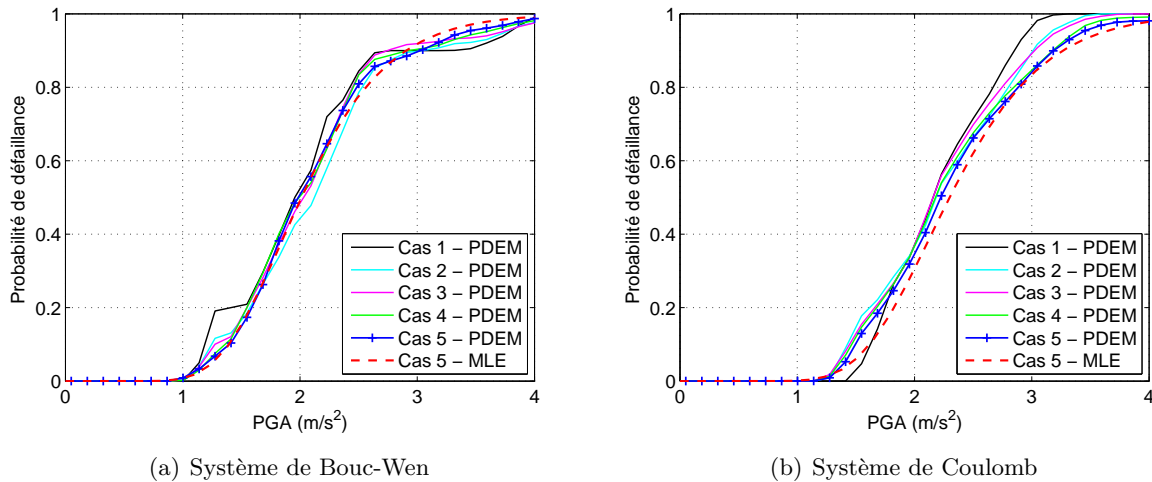 Probabilité de défaillance
1
0.8
0.6
0.4
0.2
0
0 1 2 3 4
PGA (m/s²)
Cas 1 − PDEM
Cas 2 − PDEM
Cas 3 − PDEM
Cas 4 − PDEM
Cas 5 − PDEM
Cas 5 − MLE
(a) Système de Bouc-Wen
Probabilité de défaillance
1
0.8
0.6
0.4
0.2
0
0 1 2 3 4
PGA (m/s²)
Cas 1 − PDEM
Cas 2 − PDEM
Cas 3 − PDEM
Cas 4 − PDEM
Cas 5 − PDEM
Cas 5 − MLE
(b) Système de Coulomb